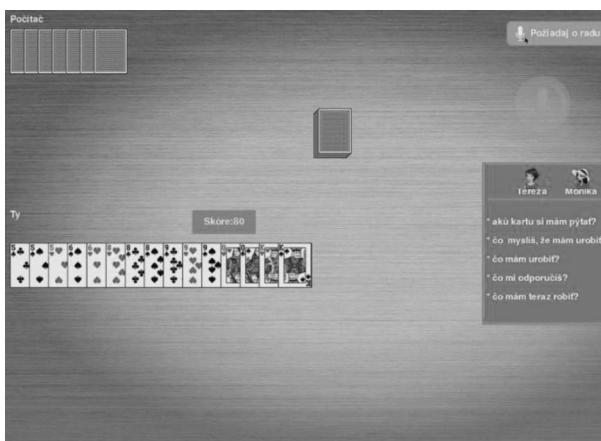 Počítač
Požiadaj o radu
Tereza
Monika
Ty
Skóre:80
* akú kartu si mám pýtať?
* čo myslíš, že mám urobiť
* čo mám urobiť?
* čo mi odporučíš?
* čo mám teraz robiť?